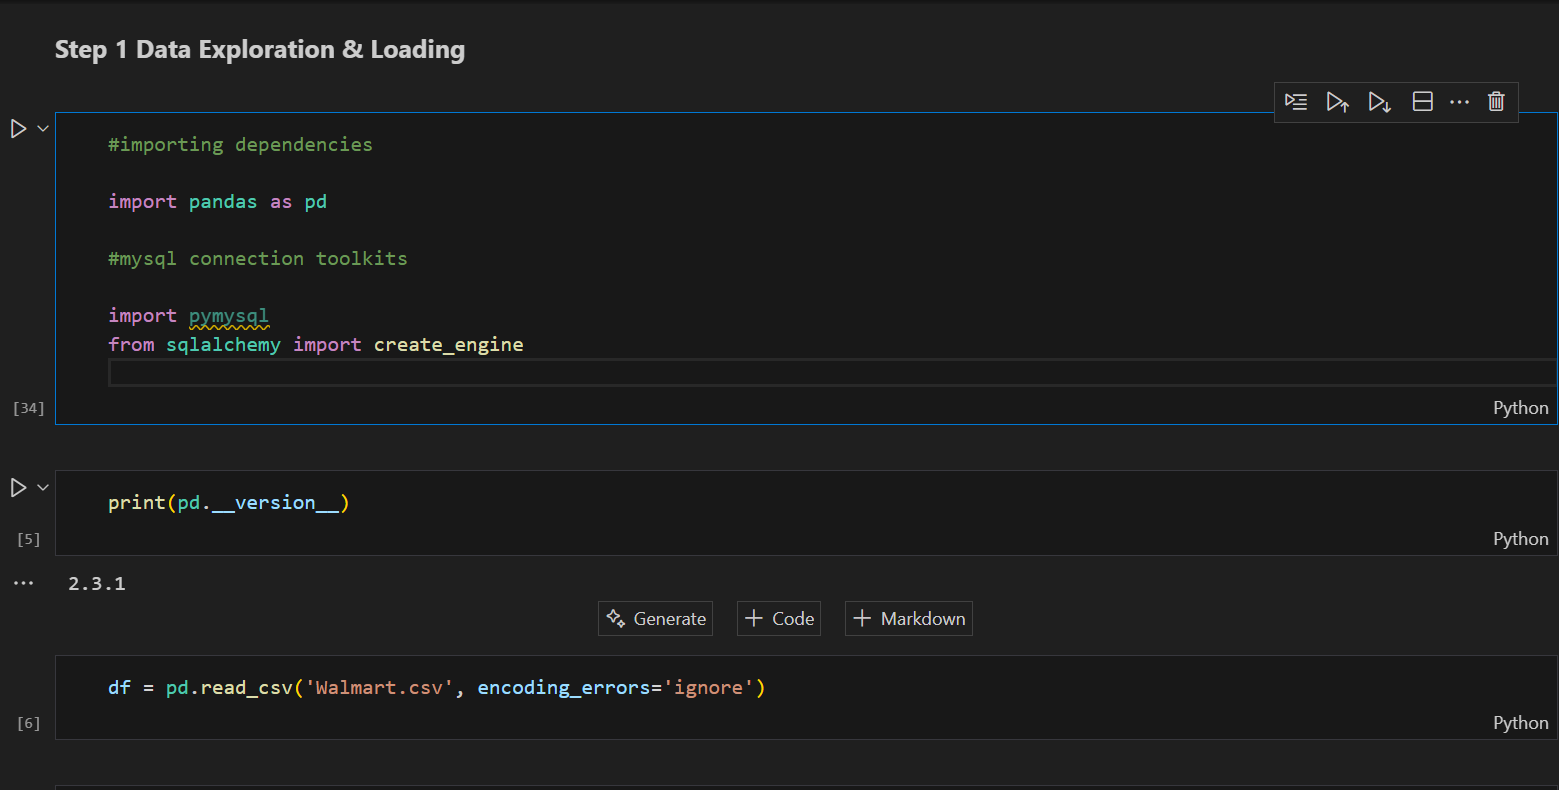 Step 1 Data Exploration & Loading
#importing dependencies
import pandas as pd
#mysql connection toolkits
import pymysql
from sqlalchemy import create_engine
[34]
Python
print(pd.__version__)
[5]
Python
2.3.1
Generate
Code
Markdown
df = pd.read_csv('Walmart.csv', encoding_errors='ignore')
[6]
Python